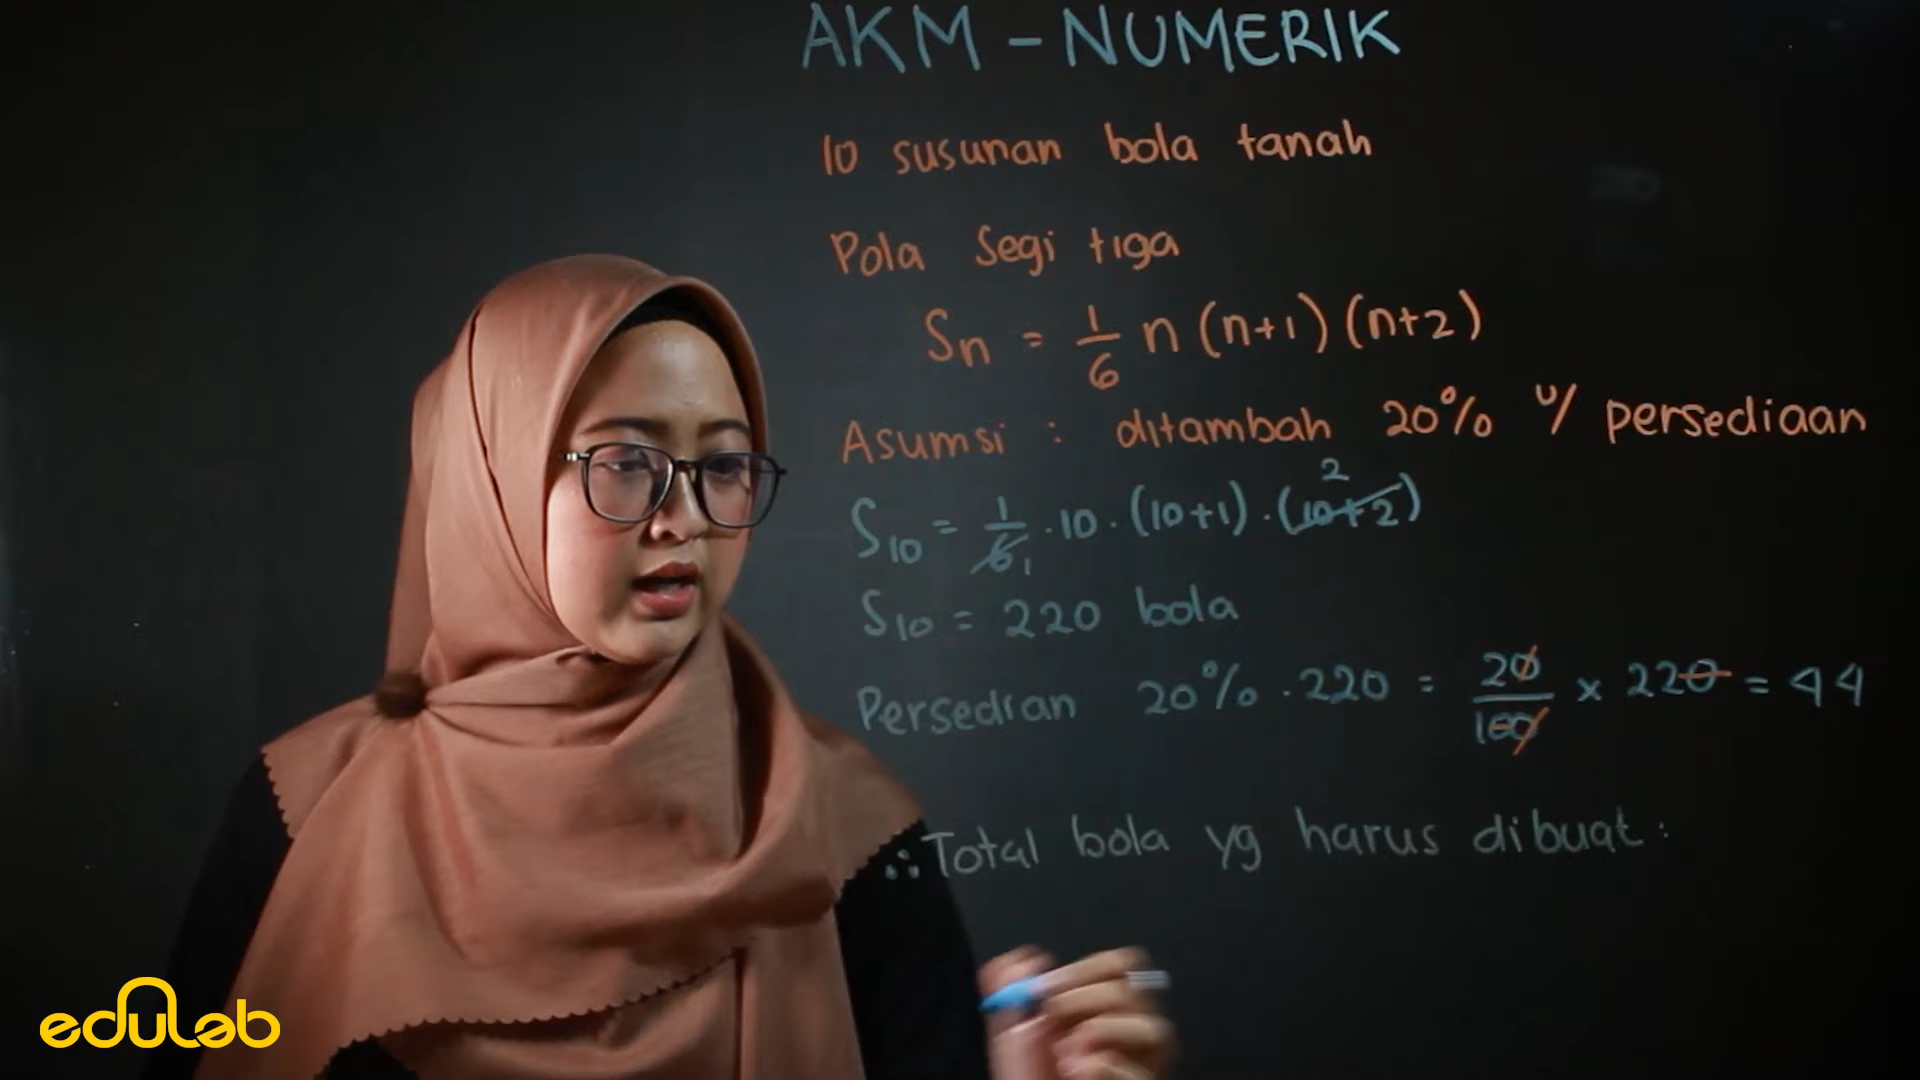 AKM - NUMERIK
10 susunan bola tanah
Pola Segi tiga
Sn = 1/6 n (n+1) (n+2)
Asumsi : ditambah 20% u/ persediaan
S10 = 1/6 1 . 10 . (10+1) . (10+2) 2
S10 = 220 bola
Persedian 20% . 220 = 20/100 x 220 = 44
∴ Total bola yg harus dibuat :
edulab